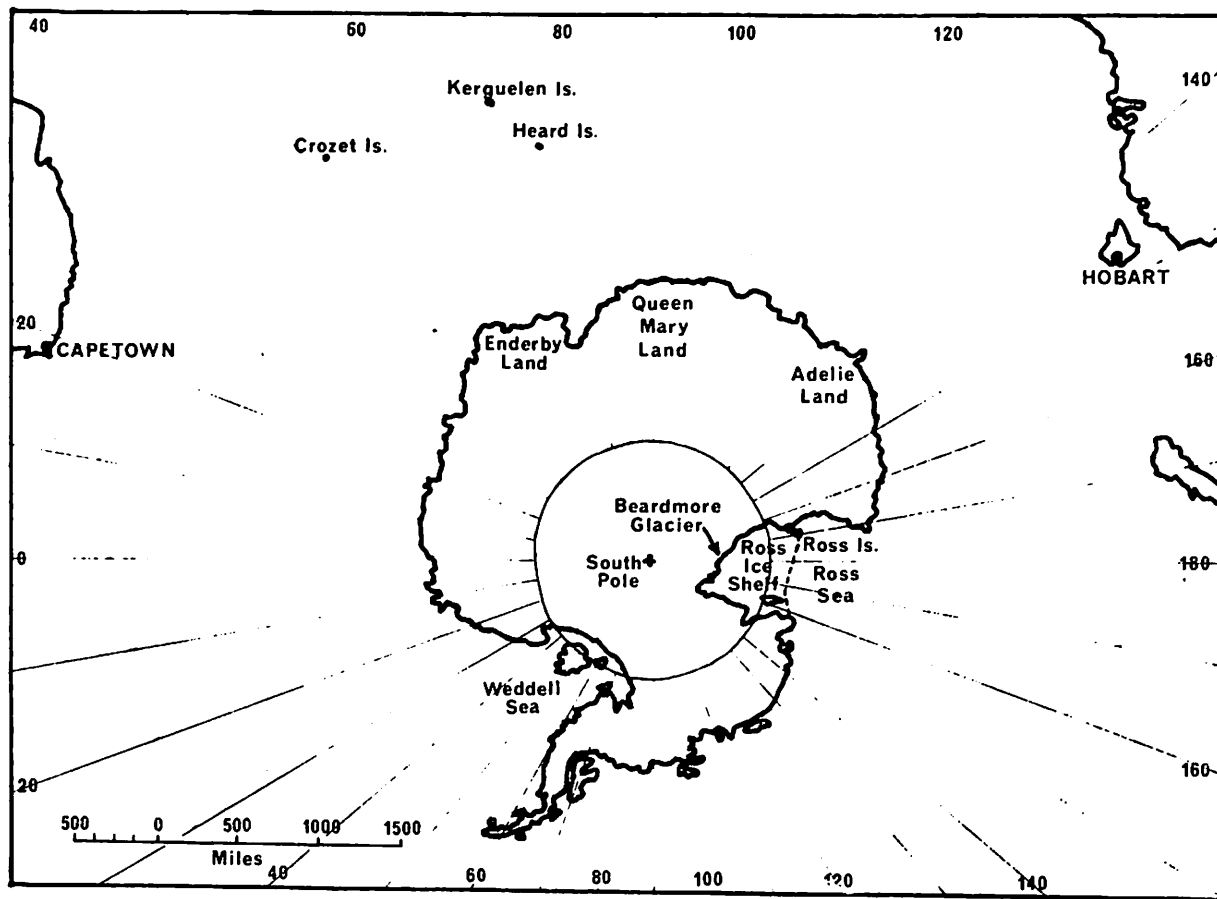 40
60
80
100
120
140
Kerguelen Is.
Heard Is.
Crozet Is.
HOBART
20
CAPETOWN
Enderby
Land
Queen
Mary
Land
Adelie
Land
160
Beardmore
Glacier
South
Pole
Ross
Ice
Shelf
Ross Is.
Ross
Sea
0
180
Weddell
Sea
20
160
500 0 500 1000 1500
Miles
40
60
80
100
120
140